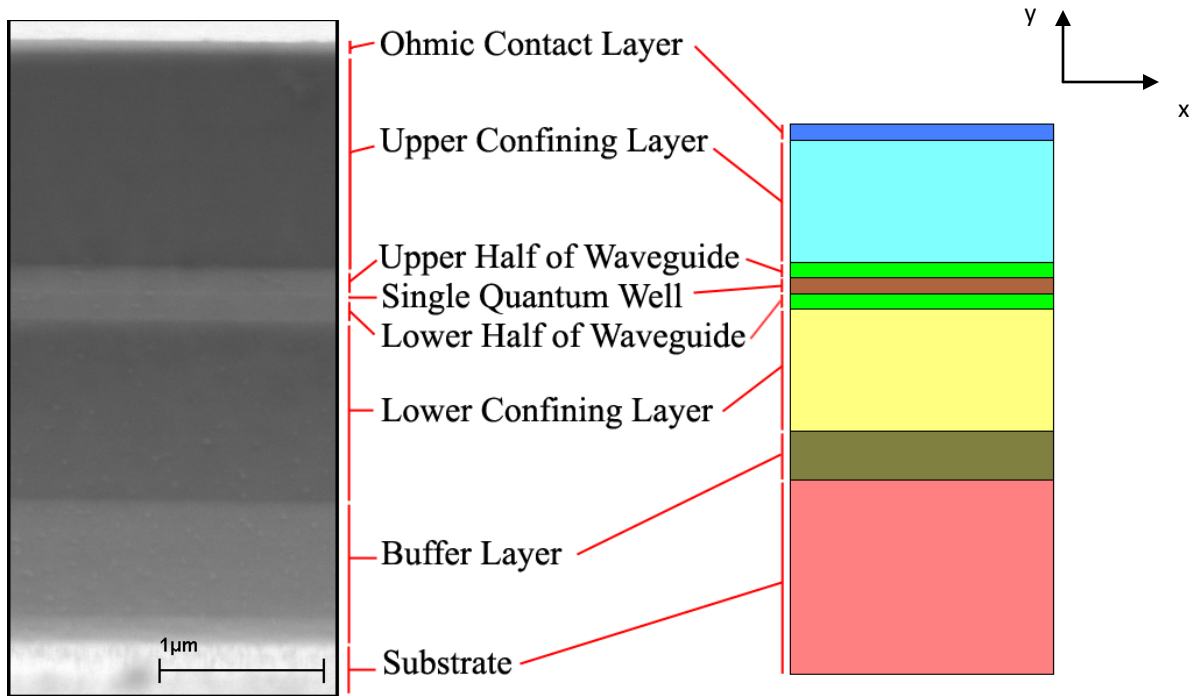 y
x
Ohmic Contact Layer
Upper Confining Layer
Upper Half of Waveguide
Single Quantum Well
Lower Half of Waveguide
Lower Confining Layer
Buffer Layer
Substrate
1µm